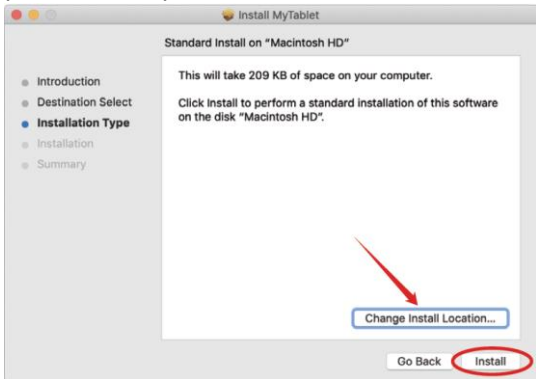 Install MyTablet
Standard Install on “Macintosh HD”
Introduction
Destination Select
Installation Type
Installation
Summary
This will take 209 KB of space on your computer.
Click Install to perform a standard installation of this software
on the disk “Macintosh HD”.
Change Install Location...
Go Back
Install